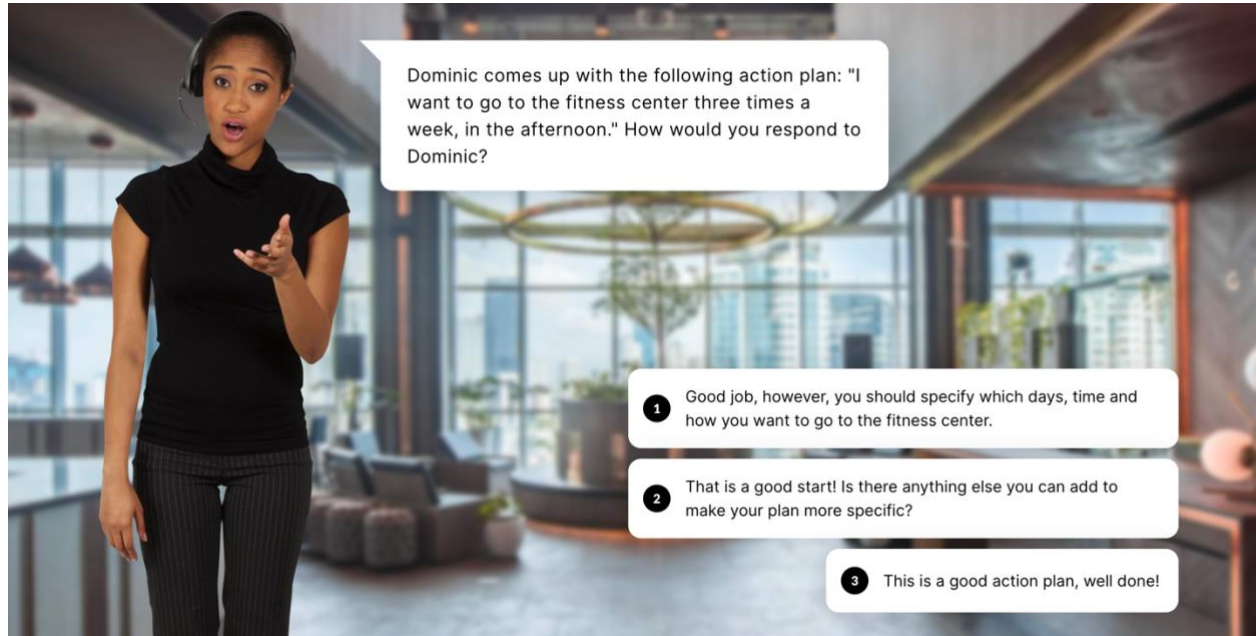 Dominic comes up with the following action plan: "I
want to go to the fitness center three times a
week, in the afternoon." How would you respond to
Dominic?
1 Good job, however, you should specify which days, time and
how you want to go to the fitness center.
2 That is a good start! Is there anything else you can add to
make your plan more specific?
3 This is a good action plan, well done!